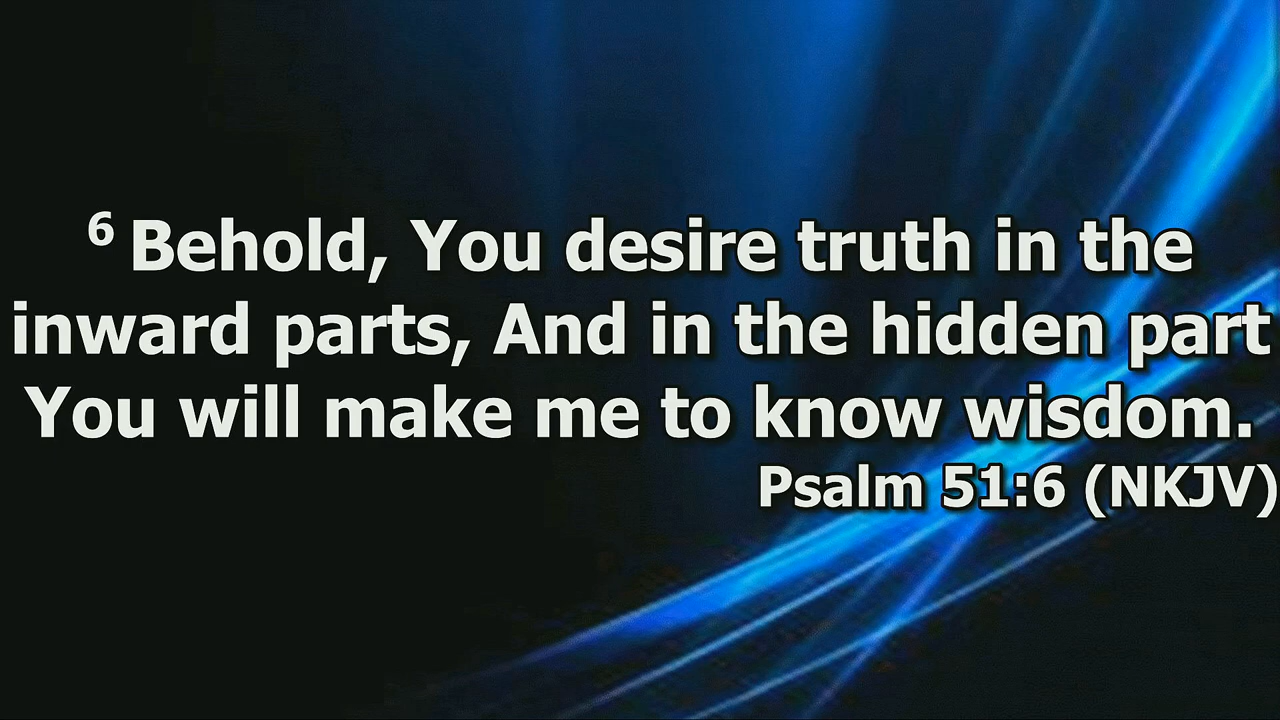 6 Behold, You desire truth in the
inward parts, And in the hidden part
You will make me to know wisdom.
Psalm 51:6 (NKJV)